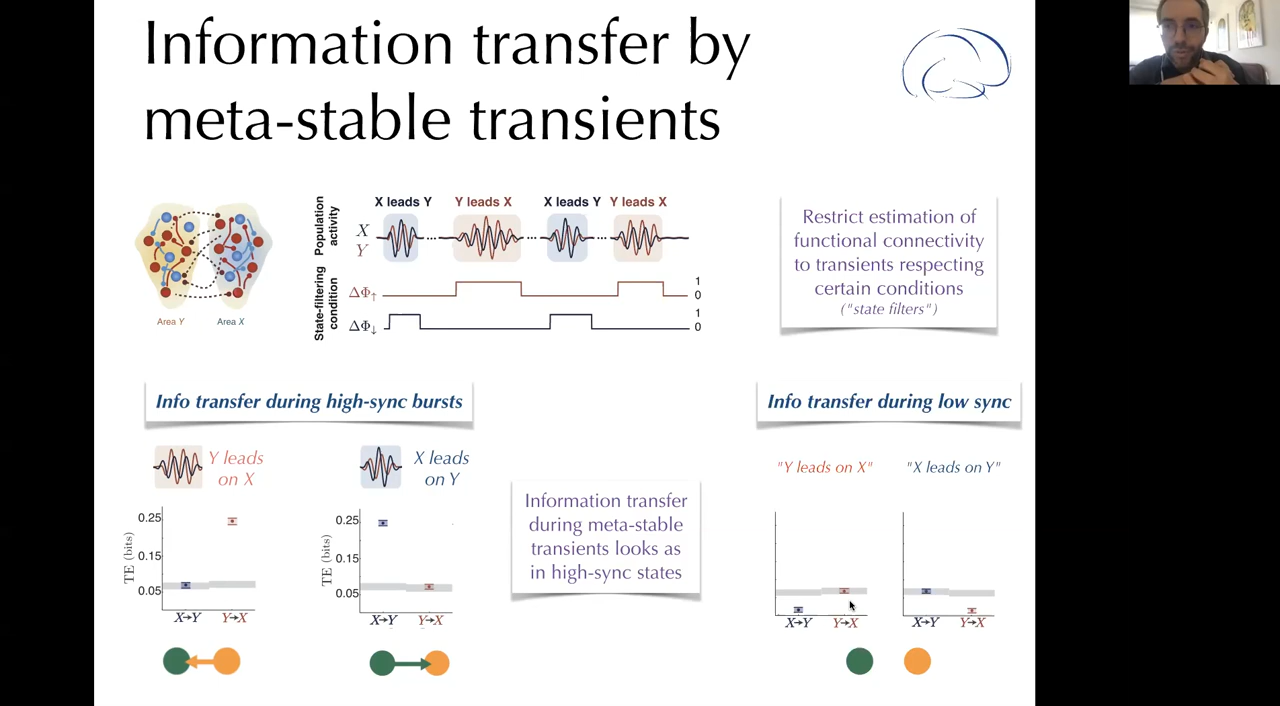 Information transfer by
meta-stable transients
Population
activity
X leads Y
Y leads X
X leads Y
Y leads X
X
Y
...
...
...
State-filtering
condition
ΔΦ↑
1
0
ΔΦ↓
1
0
Area Y
Area X
Restrict estimation of
functional connectivity
to transients respecting
certain conditions
("state filters")
Info transfer during high-sync bursts
Info transfer during low sync
Y leads
on X
X leads
on Y
"Y leads on X"
"X leads on Y"
Information transfer
during meta-stable
transients looks as
in high-sync states
TE (bits)
0.25
0.15
0.05
X→Y
Y→X
TE (bits)
0.25
0.15
0.05
X→Y
Y→X
X→Y
Y→X
X→Y
Y→X